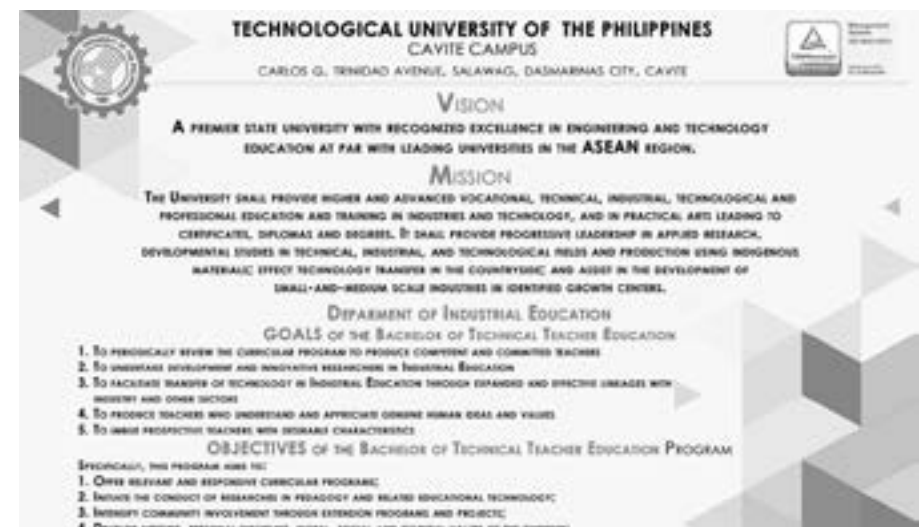 TECHNOLOGICAL UNIVERSITY OF THE PHILIPPINES
CAVITE CAMPUS
CARLOS Q. TRINIDAD AVENUE, SALAWAG, DASMARINAS CITY, CAVITE
VISION
A PREMIER STATE UNIVERSITY WITH RECOGNIZED EXCELLENCE IN ENGINEERING AND TECHNOLOGY
EDUCATION AT PAR WITH LEADING UNIVERSITIES IN THE ASEAN REGION.
MISSION
THE UNIVERSITY SHALL PROVIDE HIGHER AND ADVANCED VOCATIONAL, TECHNICAL, INDUSTRIAL, TECHNOLOGICAL AND
PROFESSIONAL EDUCATION AND TRAINING IN INDUSTRIES AND TECHNOLOGY, AND IN PRACTICAL ARTS LEADING TO
CERTIFICATES, DIPLOMAS AND DEGREES. IT SHALL PROVIDE PROGRESSIVE LEADERSHIP IN APPLIED RESEARCH,
DEVELOPMENTAL STUDIES IN TECHNICAL, INDUSTRIAL, AND TECHNOLOGICAL FIELDS AND PRODUCTION USING INDIGENOUS
MATERIALS; EFFECT TECHNOLOGY TRANSFER IN THE COUNTRYSIDE; AND ASSIST IN THE DEVELOPMENT OF
SMALL-AND-MEDIUM SCALE INDUSTRIES IN IDENTIFIED GROWTH CENTERS.
DEPARMENT OF INDUSTRIAL EDUCATION
GOALS OF THE BACHELOR OF TECHNICAL TEACHER EDUCATION
1. TO PERIODICALLY REVIEW THE CURRICULAR PROGRAM TO PRODUCE COMPETENT AND COMMITTED TEACHERS
2. TO UNDERTAKE DEVELOPMENT AND INNOVATIVE RESEARCHERS IN INDUSTRIAL EDUCATION
3. TO FACILITATE TRANSFER OF TECHNOLOGY IN INDUSTRIAL EDUCATION THROUGH EXPANDED AND EFFECTIVE LINKAGES WITH
INDUSTRY AND OTHER SECTORS
4. TO PRODUCE TEACHERS WHO UNDERSTAND AND APPRECIATE GENUINE HUMAN IDEAS AND VALUES
5. TO IMBUE PROSPECTIVE TEACHERS WITH DESIRABLE CHARACTERISTICS
OBJECTIVES OF THE BACHELOR OF TECHNICAL TEACHER EDUCATION PROGRAM
SPECIFICALLY, THIS PROGRAM AIMS TO:
1. OFFER RELEVANT AND RESPONSIVE CURRICULAR PROGRAMS;
2. INITIATE THE CONDUCT OF RESEARCHES IN PEDAGOGY AND RELATED EDUCATIONAL TECHNOLOGY;
3. INTENSIFY COMMUNITY INVOLVEMENT THROUGH EXTENSION PROGRAMS AND PROJECTS;